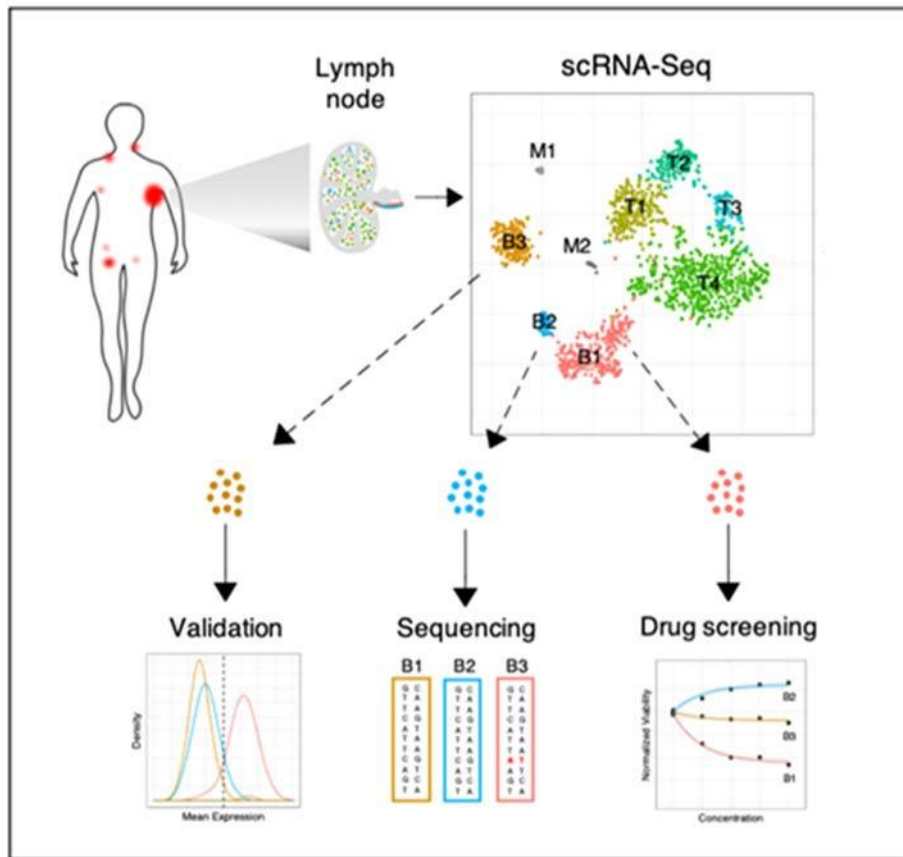 Lymph
node
scRNA-Seq
M1
T2
T1
T3
B3
M2
T4
B2
B1
Validation
Sequencing
Drug screening
B1 B2 B3
G C G C G C
T A T A T A
T A T A T A
C G C G C G
A T A T A T
T A T A T A
T A T A T A
C G C G A T
A T A T A T
G C G C G C
T A T A T A
Density
Mean Expression
Normalized Viability
B2
B3
B1
Concentration